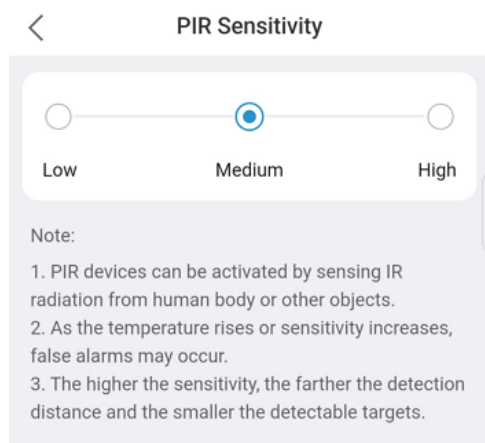 PIR Sensitivity
Low Medium High
Note:
1. PIR devices can be activated by sensing IR
radiation from human body or other objects.
2. As the temperature rises or sensitivity increases,
false alarms may occur.
3. The higher the sensitivity, the farther the detection
distance and the smaller the detectable targets.